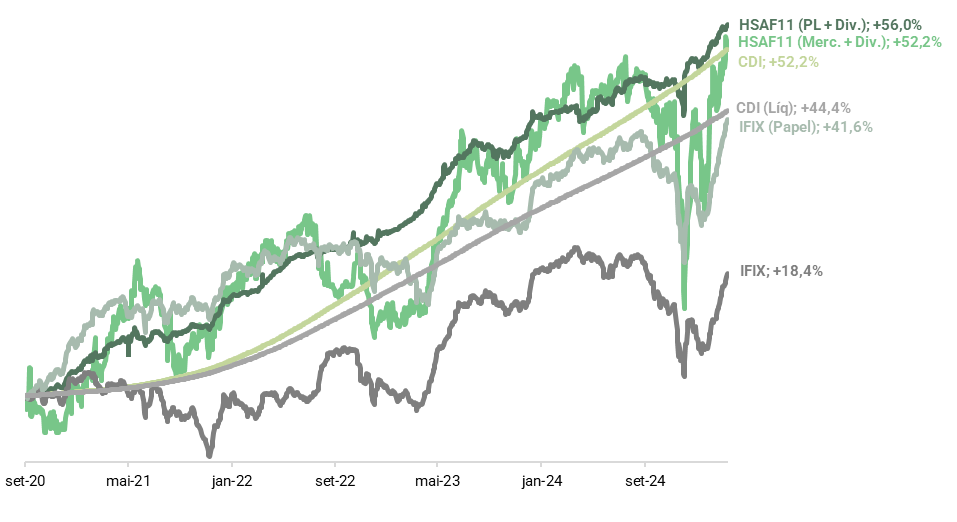 HSAF11 (PL + Div.); +56,0%
HSAF11 (Merc. + Div.); +52,2%
CDI; +52,2%
CDI (Líq); +44,4%
IFIX (Papel); +41,6%
IFIX; +18,4%
set-20 mai-21 jan-22 set-22 mai-23 jan-24 set-24